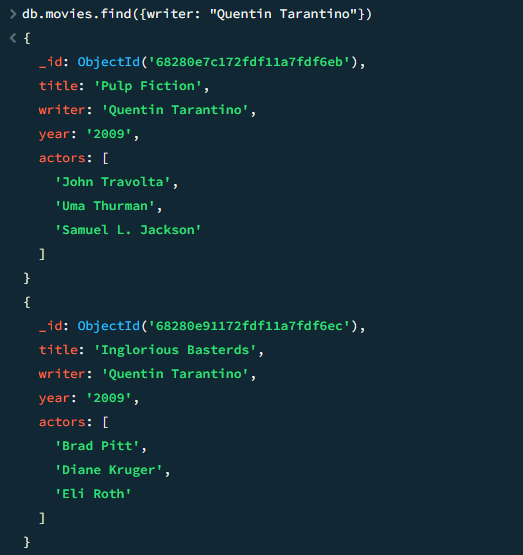 > db.movies.find({writer: "Quentin Tarantino"})
< {
_id: ObjectId('68280e7c172fdf11a7fdf6eb'),
title: 'Pulp Fiction',
writer: 'Quentin Tarantino',
year: '2009',
actors: [
'John Travolta',
'Uma Thurman',
'Samuel L. Jackson'
]
}
{
_id: ObjectId('68280e91172fdf11a7fdf6ec'),
title: 'Inglorious Basterds',
writer: 'Quentin Tarantino',
year: '2009',
actors: [
'Brad Pitt',
'Diane Kruger',
'Eli Roth'
]
}